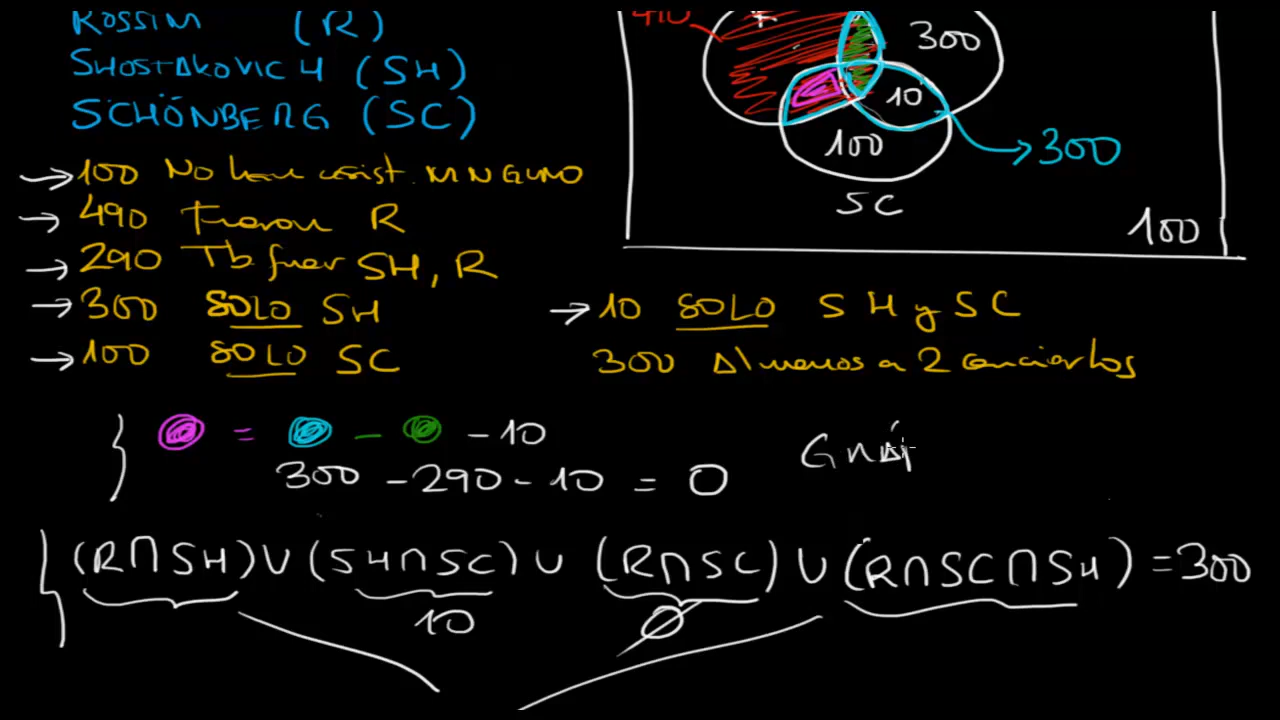 ROSSINI (R)
SHOSTAKOVICH (SH)
SCHÖNBERG (SC)
→ 100 No han asist. NINGUNO
→ 490 Fueron R
→ 290 Tb fuer SH, R
→ 300 SOLO SH
→ 100 SOLO SC
300
10
100
→ 300
SC
100
→ 10 SOLO SH y SC
300 Al menos a 2 conciertos
= - - 10
300 - 290 - 10 = 0
GRÁF
(R∩SH)∪(SH∩SC)∪(R∩SC)∪(R∩SC∩SH) = 300
10 0